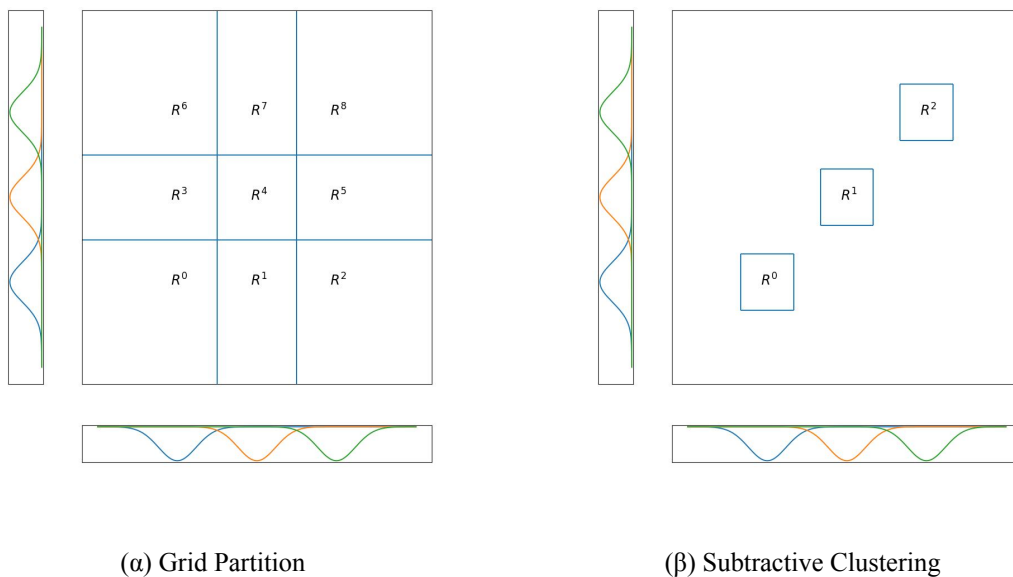 R⁶ R⁷ R⁸
R² 
R³ R⁴ R⁵
R¹
R⁰ R¹ R²
R⁰
(α) Grid Partition
(β) Subtractive Clustering